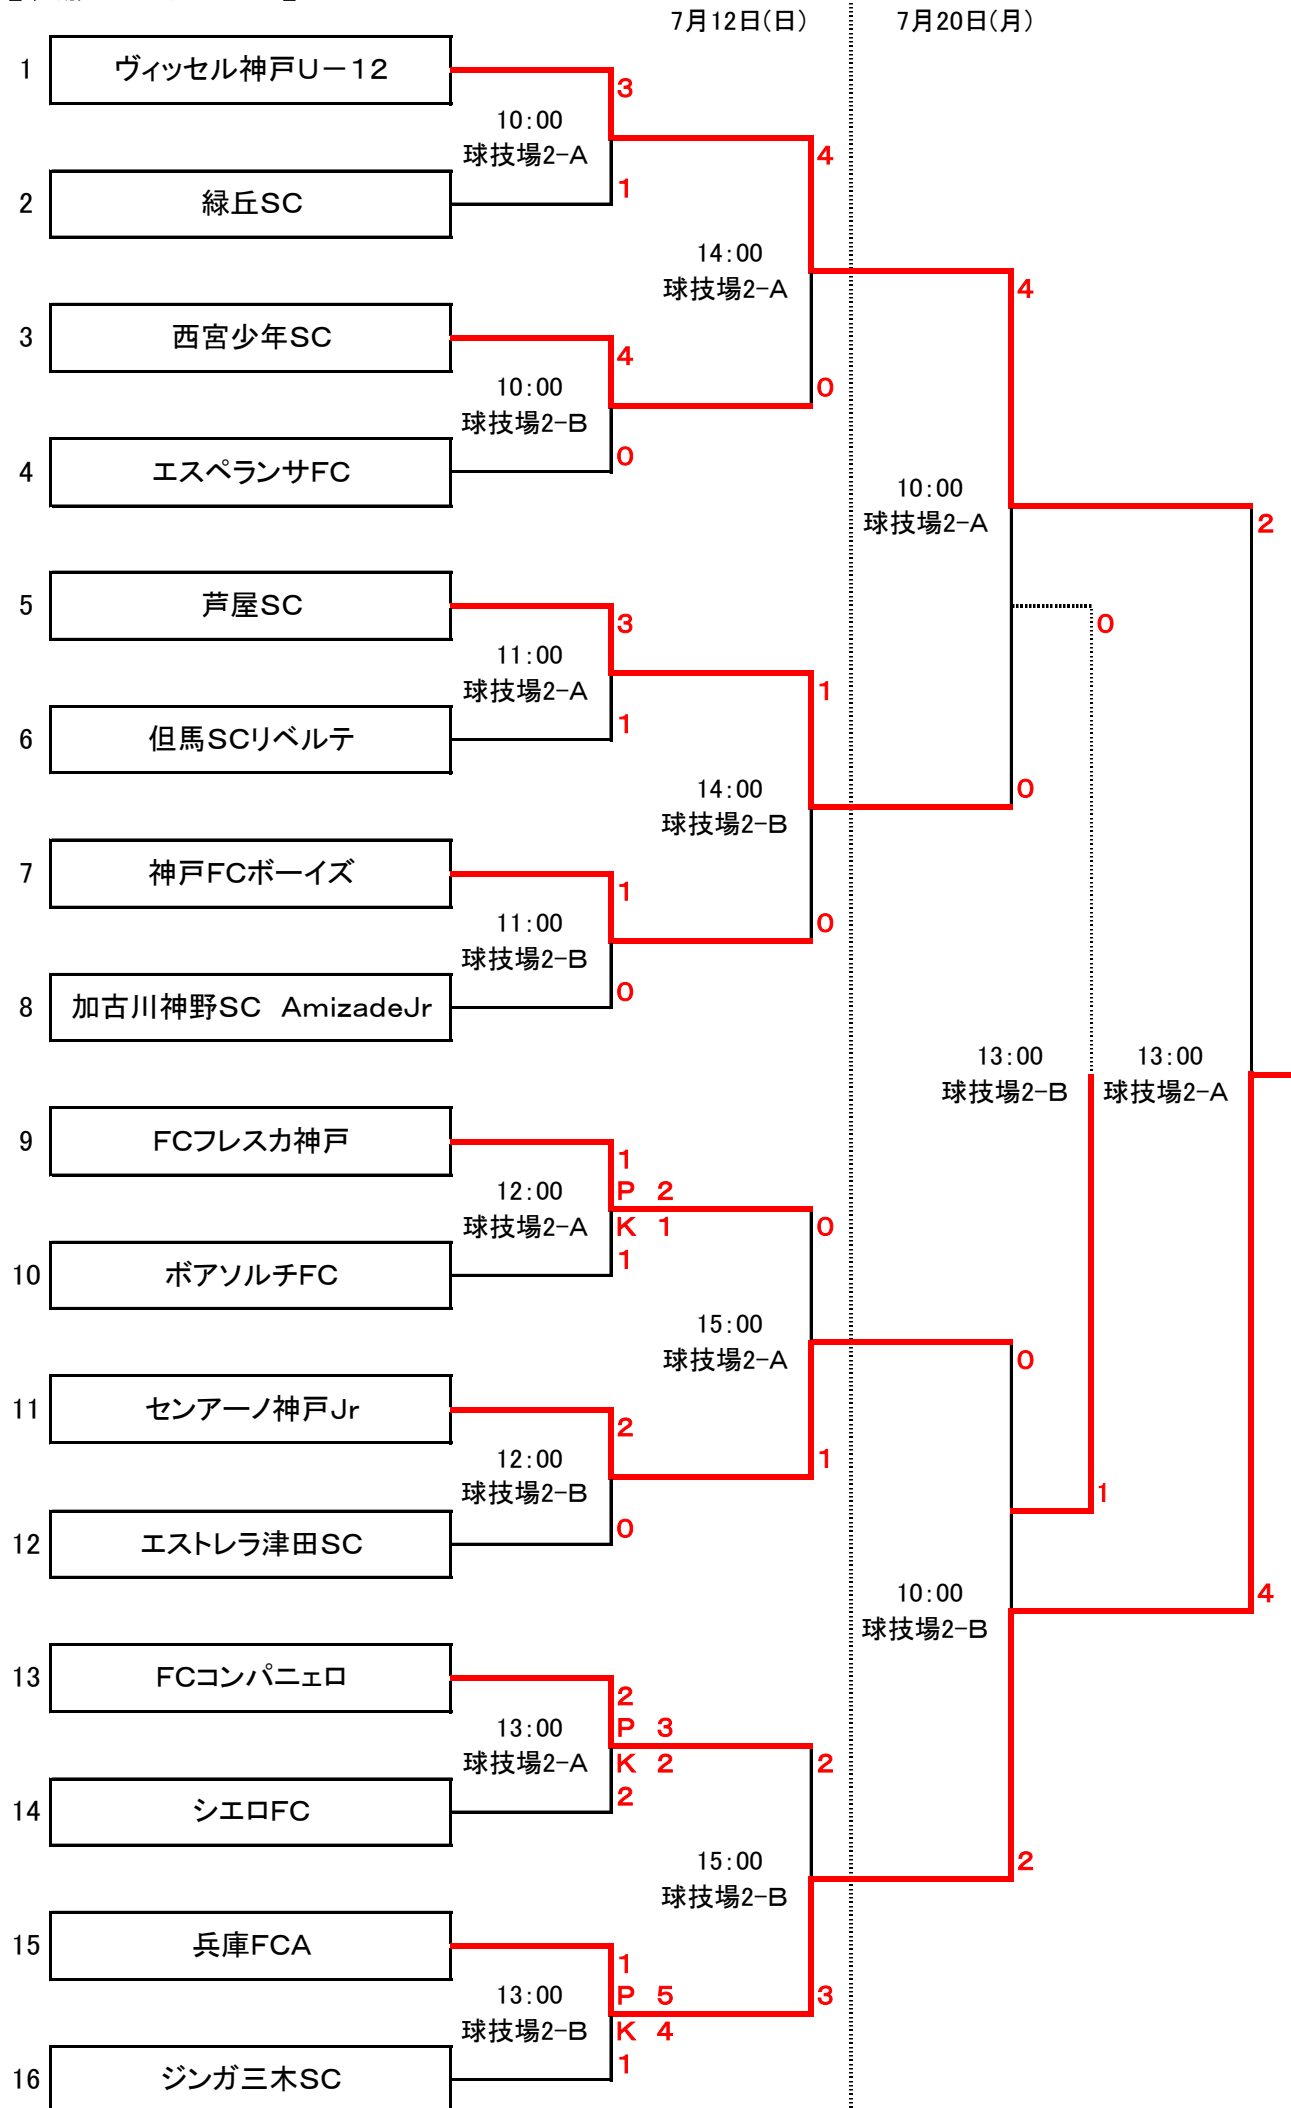 7月12日(日)
7月20日(月)
1
ヴィッセル神戸U－12
3
10:00
球技場2-A
4
2
緑丘SC
1
14:00
球技場2-A
4
3
西宮少年SC
4
10:00
球技場2-B
0
4
エスペランサFC
0
10:00
球技場2-A
2
5
芦屋SC
3
0
11:00
球技場2-A
1
6
但馬SCリベルテ
1
14:00
球技場2-B
0
7
神戸FCボーイズ
1
11:00
球技場2-B
0
8
加古川神野SC　AmizadeJr
0
13:00
球技場2-B
13:00
球技場2-A
9
FCフレスカ神戸
1
12:00
球技場2-A
P 2
K 1
0
10
ボアソルチFC
1
15:00
球技場2-A
0
11
センアーノ神戸Jr
2
12:00
球技場2-B
1
1
12
エストレラ津田SC
0
10:00
球技場2-B
4
13
FCコンパニェロ
2
13:00
球技場2-A
P 3
K 2
2
14
シエロFC
2
15:00
球技場2-B
2
15
兵庫FCA
1
13:00
球技場2-B
P 5
K 4
3
16
ジンガ三木SC
1